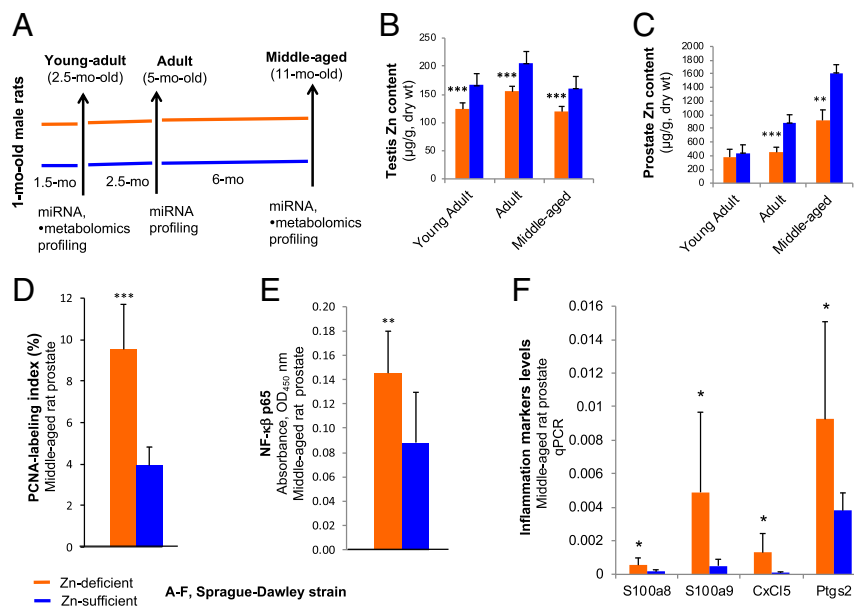 A
Young-adult
(2.5-mo-old)
Adult
(5-mo-old)
Middle-aged
(11-mo-old)
1-mo-old male rats
1.5-mo
2.5-mo
6-mo
miRNA,
•metabolomics
profiling
miRNA
profiling
miRNA,
•metabolomics
profiling
B
Testis Zn content
(µg/g, dry wt)
250
200
150
100
50
0
***
***
***
Young Adult
Adult
Middle-aged
C
Prostate Zn content
(µg/g, dry wt)
2000
1800
1600
1400
1200
1000
800
600
400
200
0
***
**
Young Adult
Adult
Middle-aged
D
PCNA-labeling index (%)
Middle-aged rat prostate
12
10
8
6
4
2
0
***
E
NF-κβ p65
Absorbance, OD450 nm
Middle-aged rat prostate
0.20
0.18
0.16
0.14
0.12
0.10
0.08
0.06
0.04
0.02
0.00
**
F
Inflammation markers levels
Middle-aged rat prostate
qPCR
0.016
0.014
0.012
0.01
0.008
0.006
0.004
0.002
0
*
*
*
*
S100a8
S100a9
CxCl5
Ptgs2
Zn-deficient
Zn-sufficient
A-F, Sprague-Dawley strain